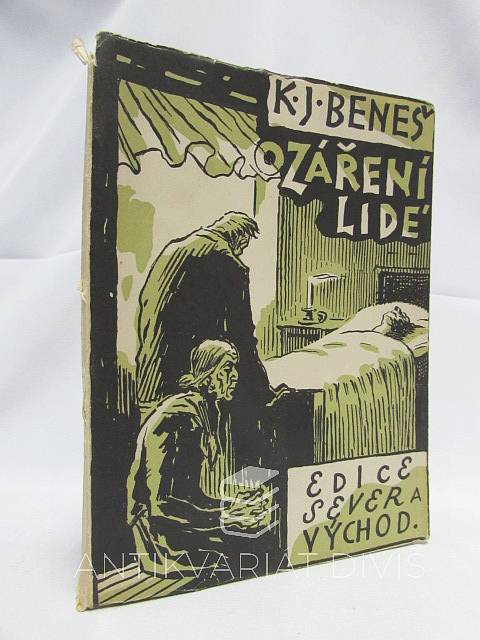 K. J. BENEŠ
OZÁŘENÍ
LIDÉ
EDICE
SEVER A
VÝCHOD.
ANTIKVARIÁT DIVIŠ